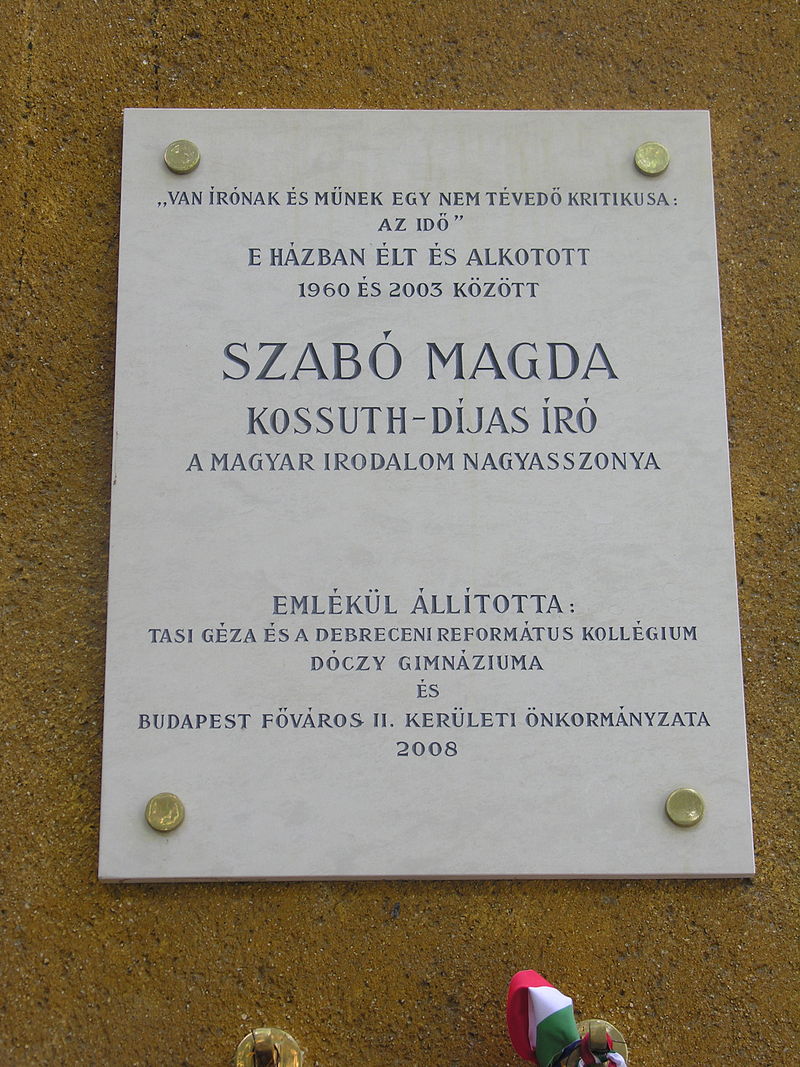 „VAN ÍRÓNAK ÉS MŰNEK EGY NEM TÉVEDŐ KRITIKUSA:
AZ IDŐ”
E HÁZBAN ÉLT ÉS ALKOTOTT
1960 ÉS 2003 KÖZÖTT
SZABÓ MAGDA
KOSSUTH-DÍJAS ÍRÓ
A MAGYAR IRODALOM NAGYASSZONYA
EMLÉKÜL ÁLLÍTOTTA:
TASI GÉZA ÉS A DEBRECENI REFORMÁTUS KOLLÉGIUM
DÓCZY GIMNÁZIUMA
ÉS
BUDAPEST FŐVÁROS II. KERÜLETI ÖNKORMÁNYZATA
2008